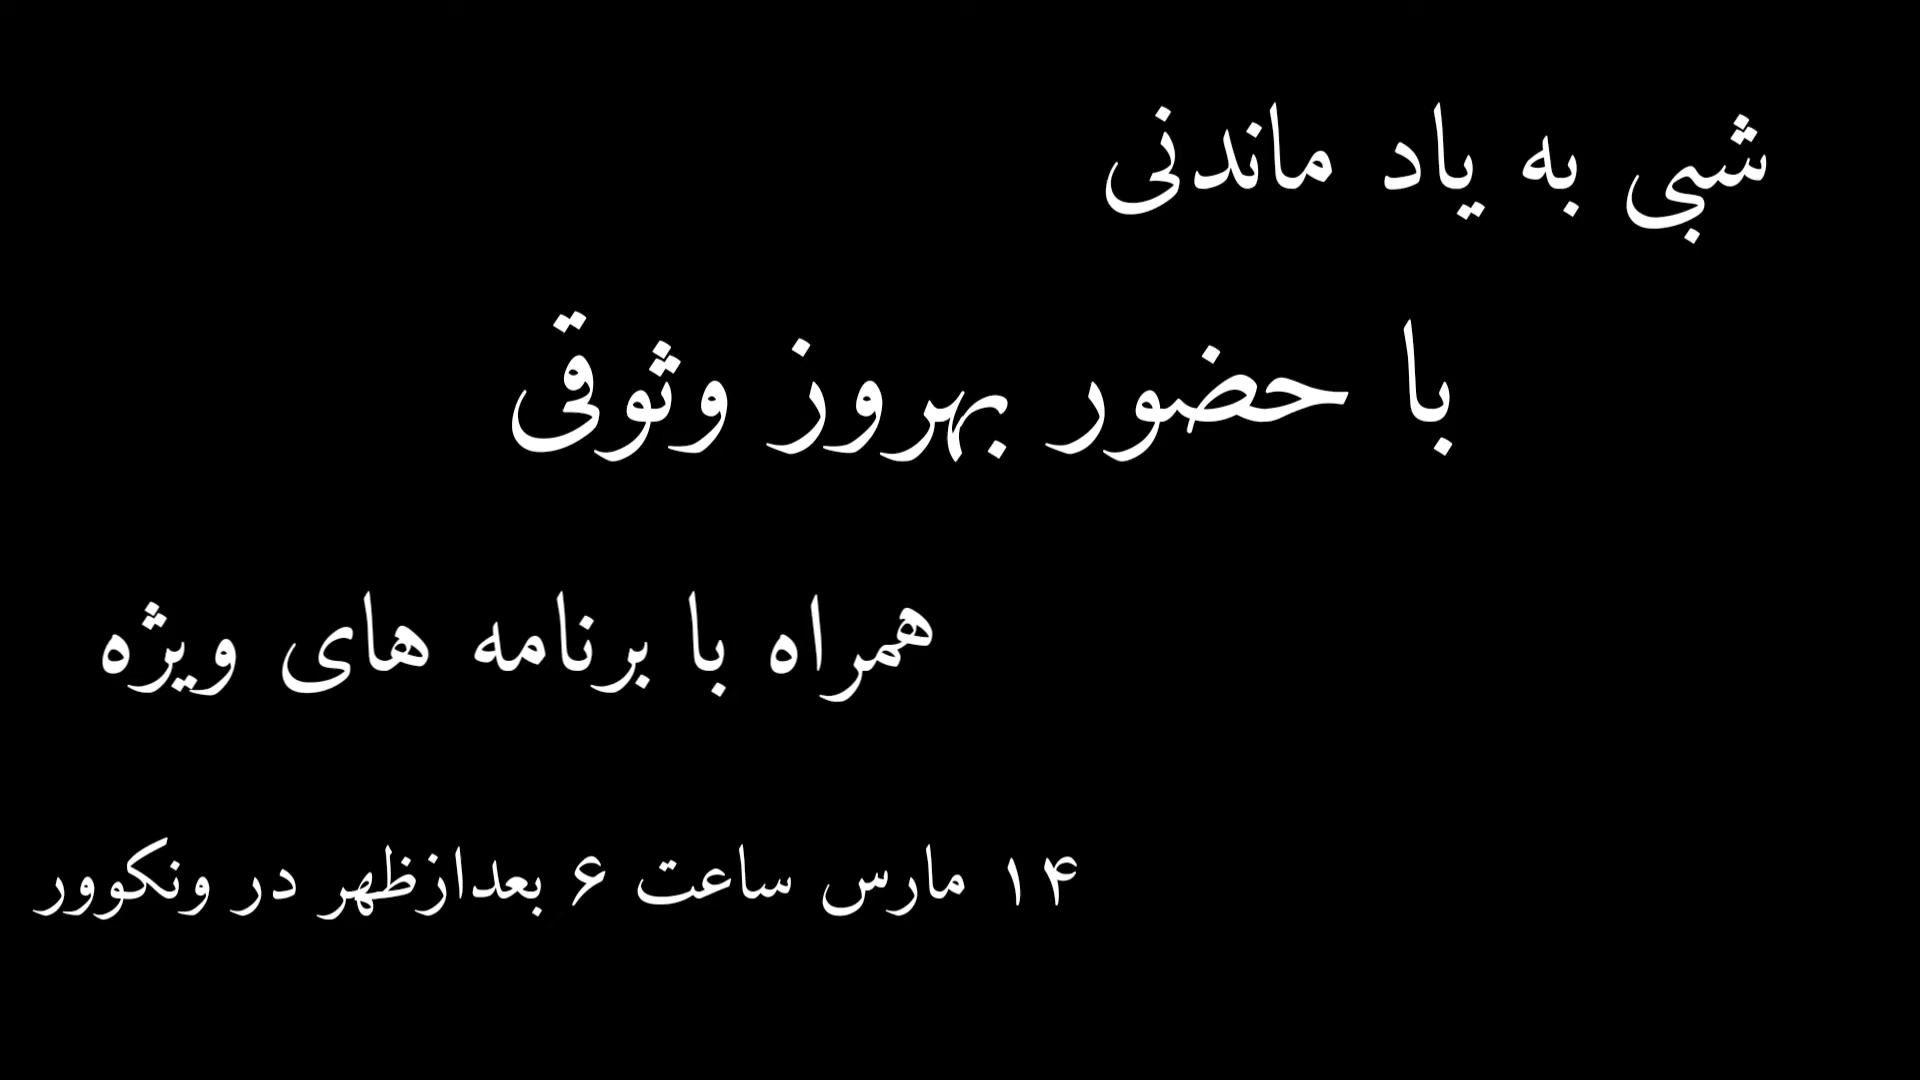 شبی به یاد ماندنی
با حضور بهروز وثوقی
همراه با برنامه های ویژه
۱۴ مارس ساعت ۶ بعدازظهر در ونکوور